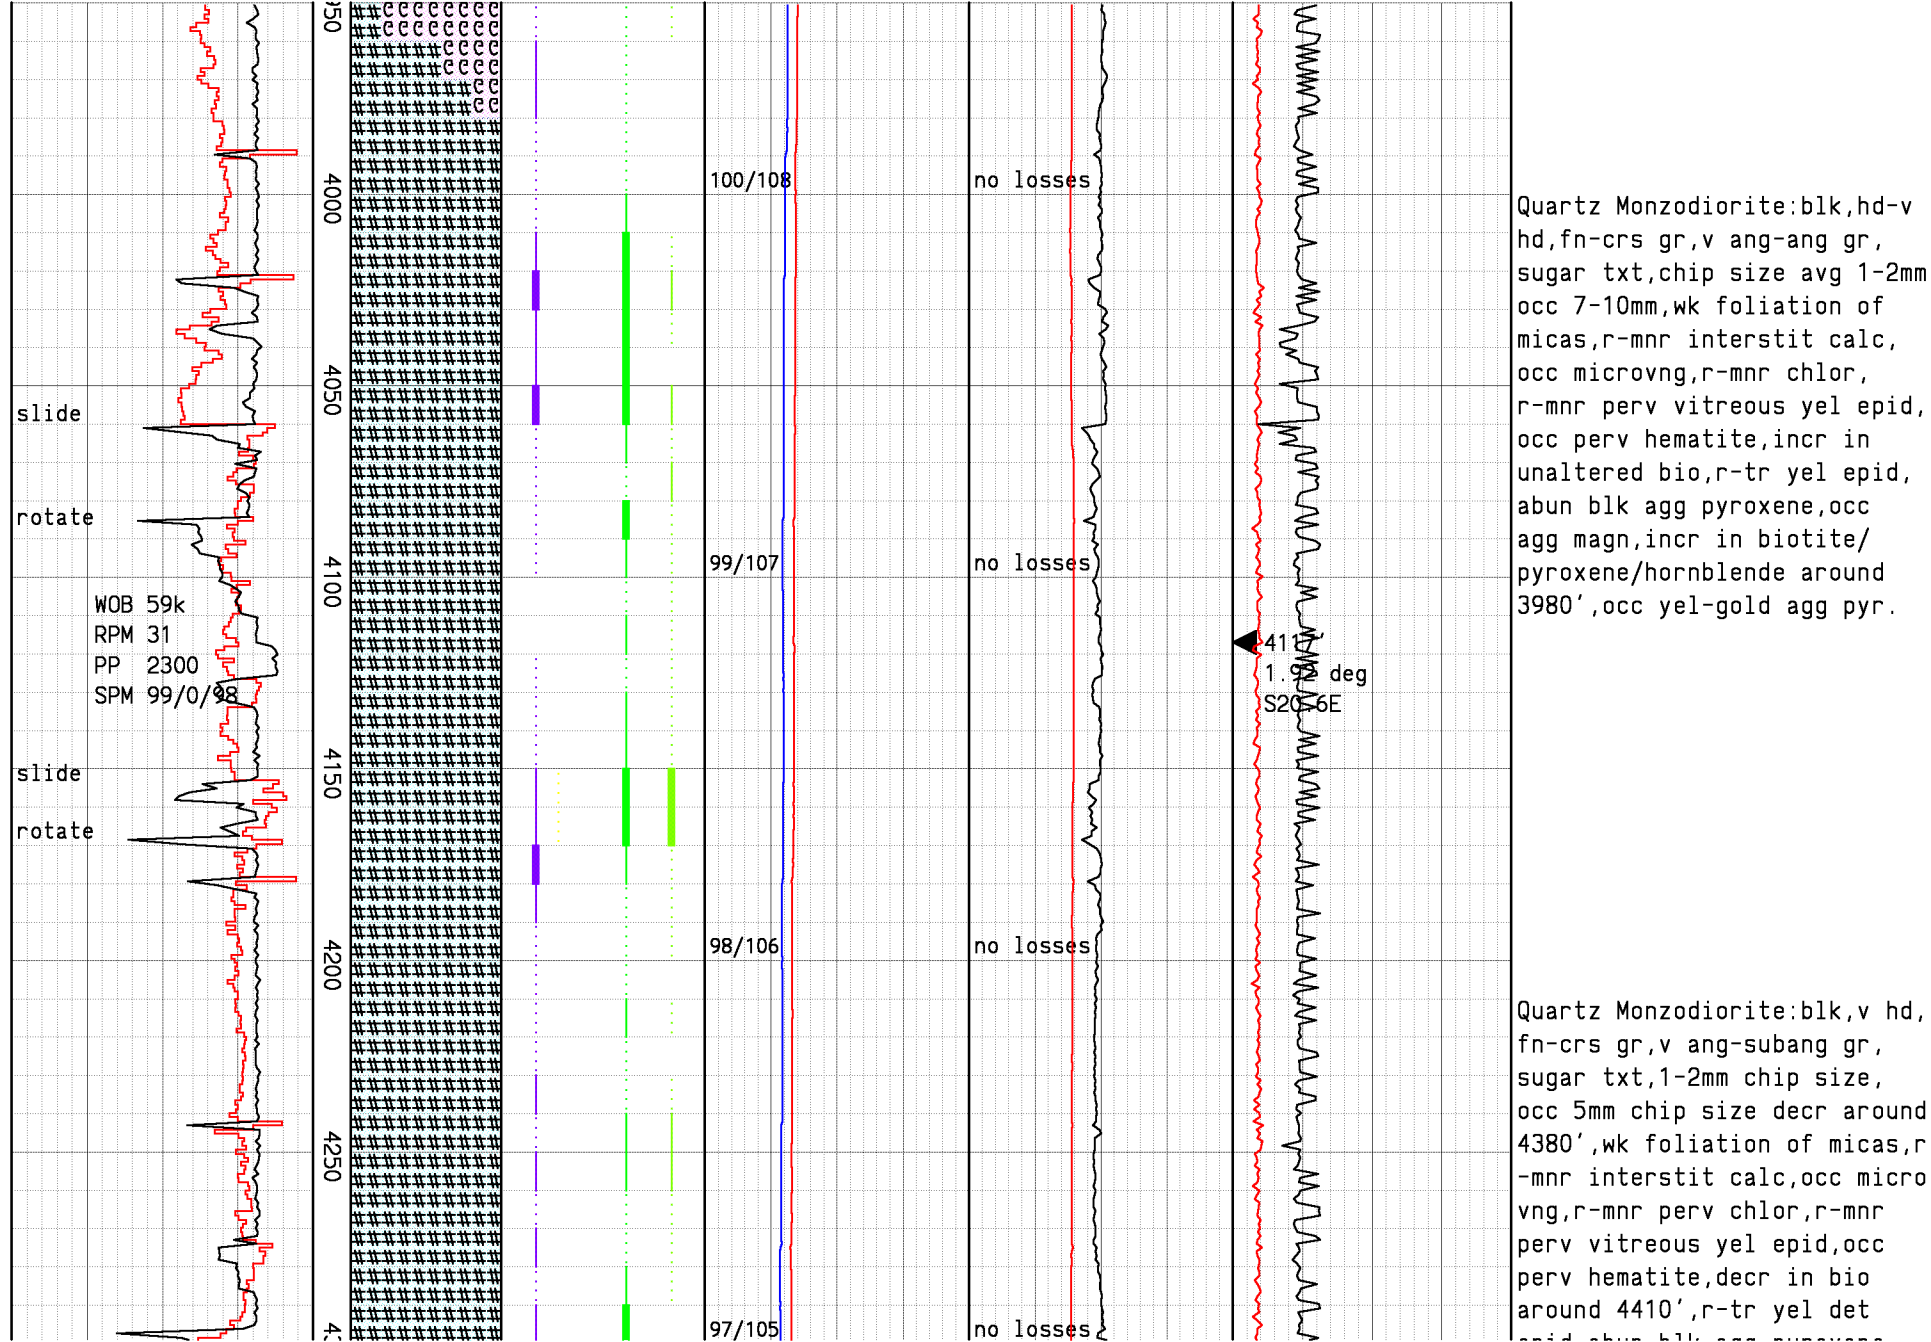 100/108
no losses
4000
Quartz Monzodiorite:blk,hd-v
hd,fn-crs gr,v ang-ang gr,
sugar txt,chip size avg 1-2mm
occ 7-10mm,wk foliation of
micas,r-mnr interstit calc,
occ microvng,r-mnr chlor,
r-mnr perv vitreous yel epid,
occ perv hematite,incr in
unaltered bio,r-tr yel epid,
abun blk agg pyroxene,occ
agg magn,incr in biotite/
pyroxene/hornblende around
3980',occ yel-gold agg pyr.
slide
4050
rotate
99/107
no losses
4100
WOB 59k
RPM 31
PP 2300
SPM 99/0/98
4117'
1.92 deg
S20.6E
slide
4150
rotate
98/106
no losses
4200
Quartz Monzodiorite:blk,v hd,
fn-crs gr,v ang-subang gr,
sugar txt,1-2mm chip size,
occ 5mm chip size decr around
4380',wk foliation of micas,r
-mnr interstit calc,occ micro
vng,r-mnr perv chlor,r-mnr
perv vitreous yel epid,occ
perv hematite,decr in bio
around 4410',r-tr yel det
4250
97/105
no losses